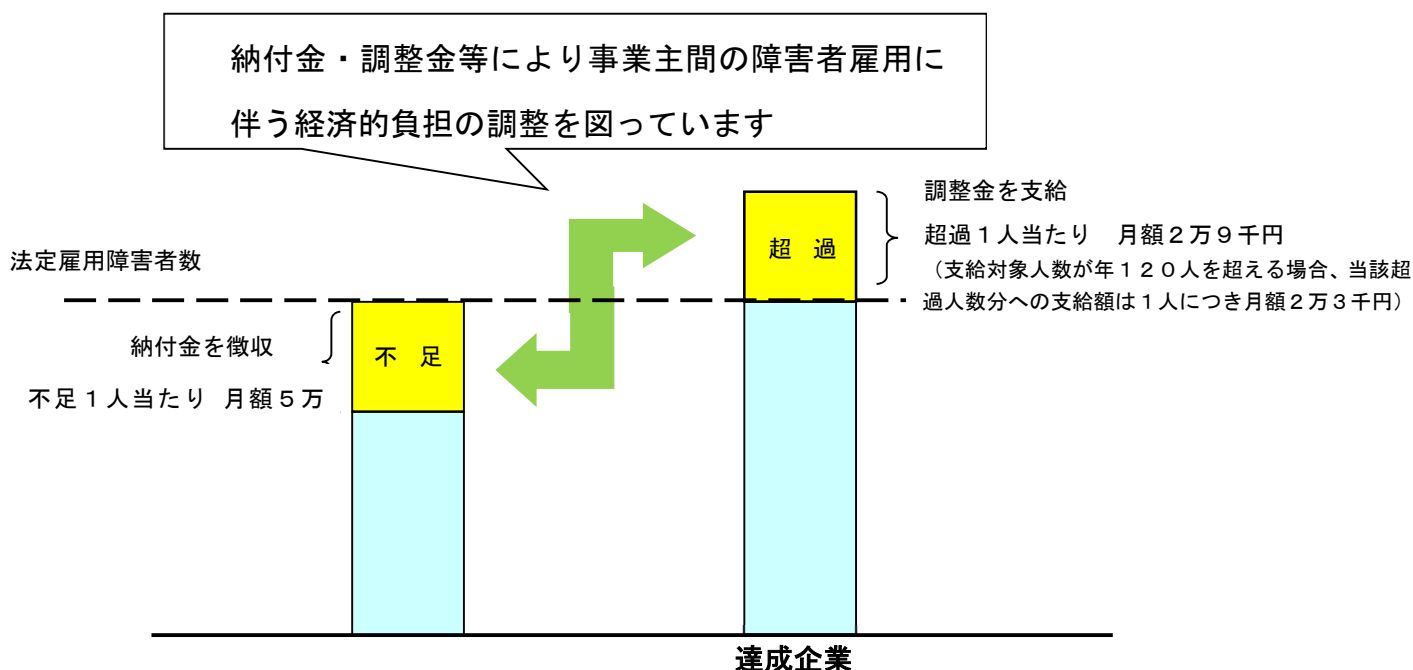 納付金・調整金等により事業主間の障害者雇用に
伴う経済的負担の調整を図っています
調整金を支給
超過１人当たり　月額２万９千円
（支給対象人数が年１２０人を超える場合、当該超
過人数分への支給額は１人につき月額２万３千円）
超　過
法定雇用障害者数
納付金を徴収
不　足
不足１人当たり　月額５万
達成企業